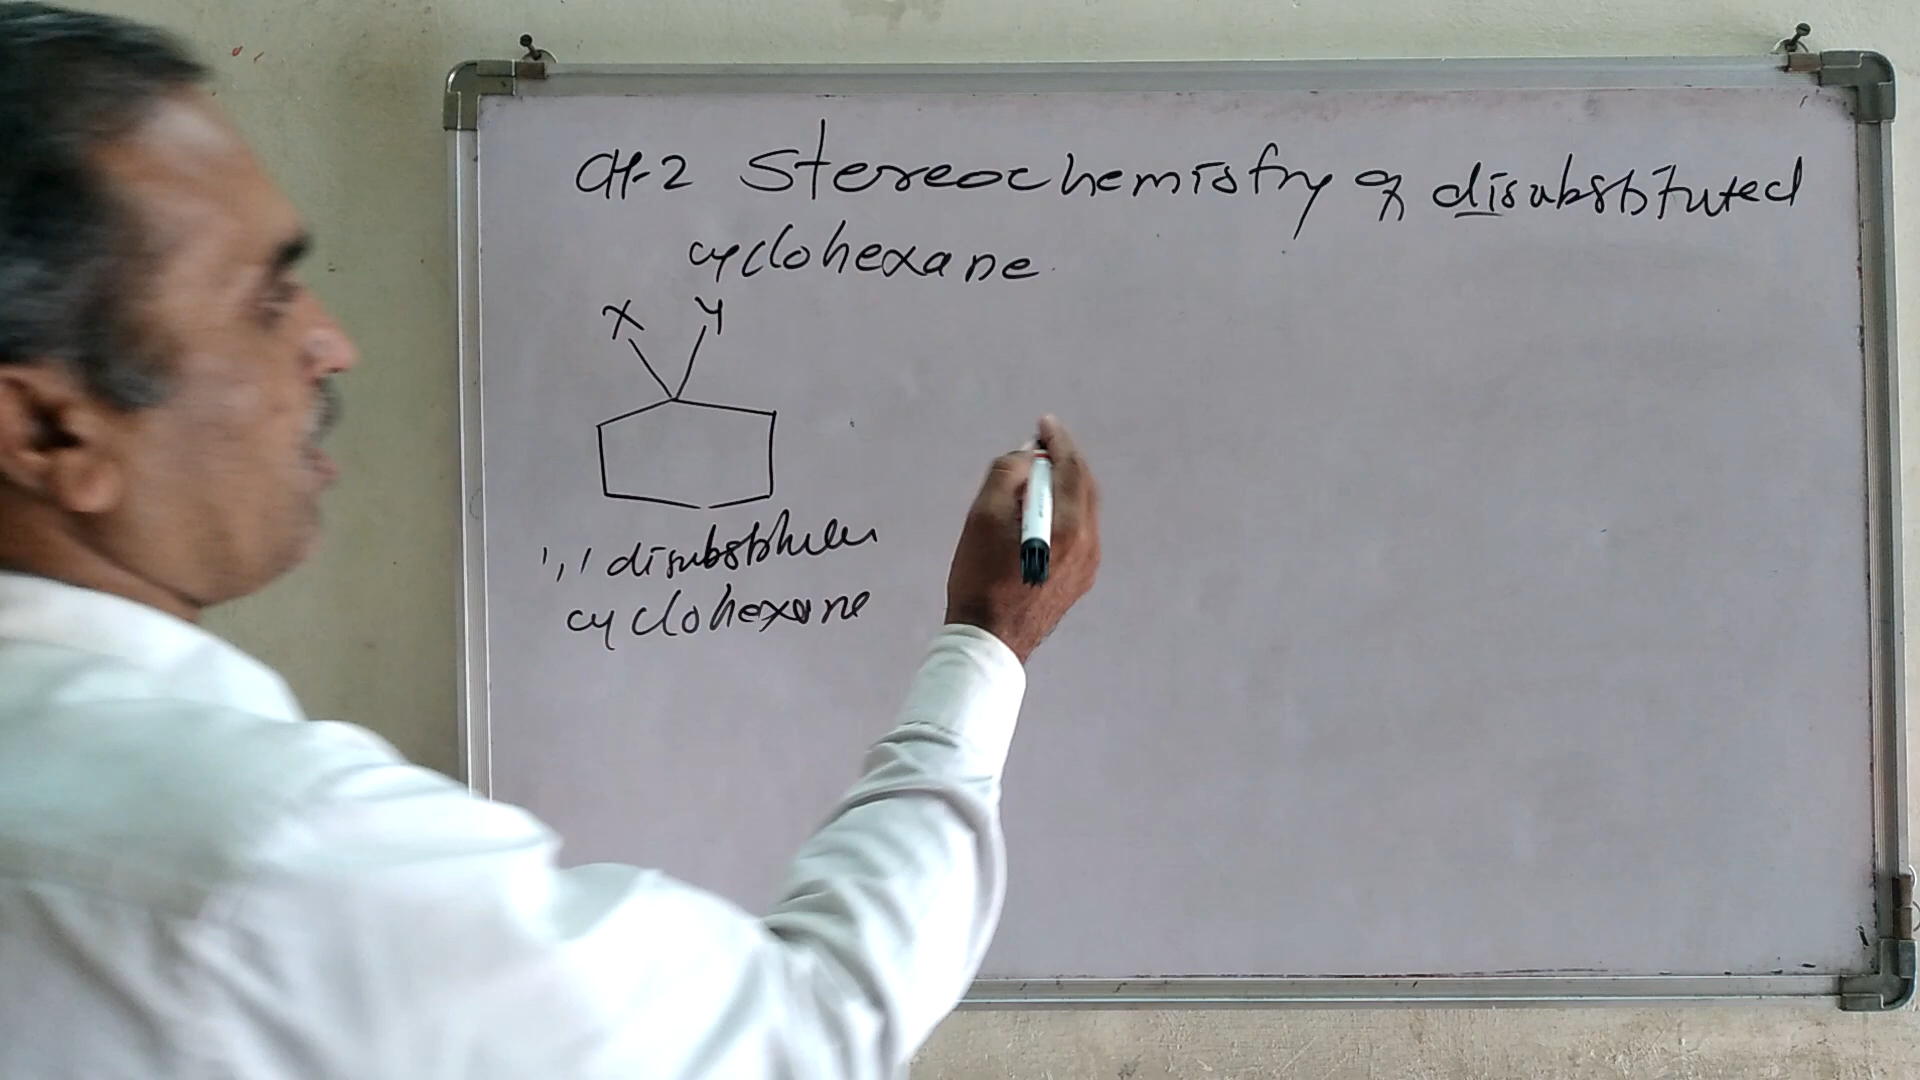 CH-2 Stereochemistry of disubstituted
cyclohexane
X Y
1,1 disubstituted
cyclohexane